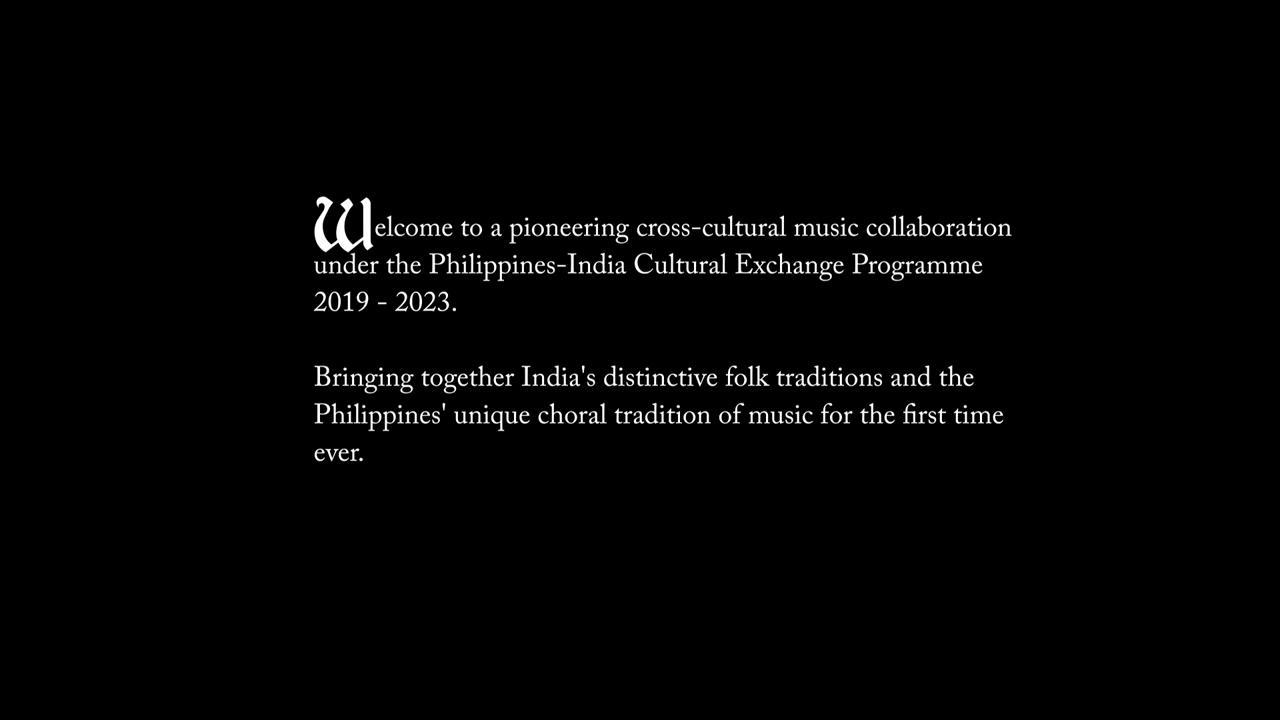 Welcome to a pioneering cross-cultural music collaboration
under the Philippines-India Cultural Exchange Programme
2019 - 2023.
Bringing together India's distinctive folk traditions and the
Philippines' unique choral tradition of music for the first time
ever.